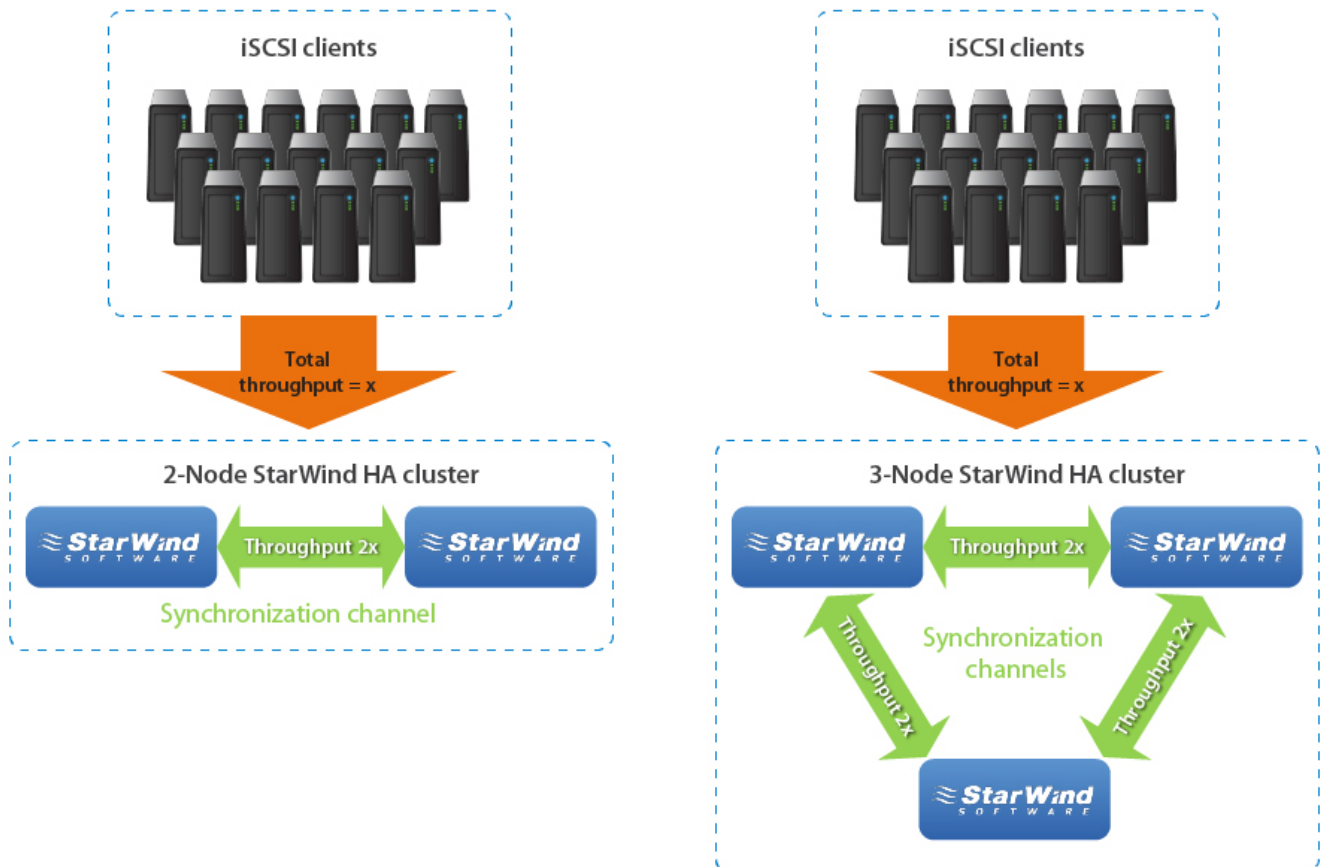 iSCSI clients
Total
throughput = x
2-Node StarWind HA cluster
StarWind
SOFTWARE
Throughput 2x
StarWind
SOFTWARE
Synchronization channel
iSCSI clients
Total
throughput = x
3-Node StarWind HA cluster
StarWind
SOFTWARE
Throughput 2x
StarWind
SOFTWARE
Throughput 2x
Synchronization
channels
Throughput 2x
StarWind
SOFTWARE